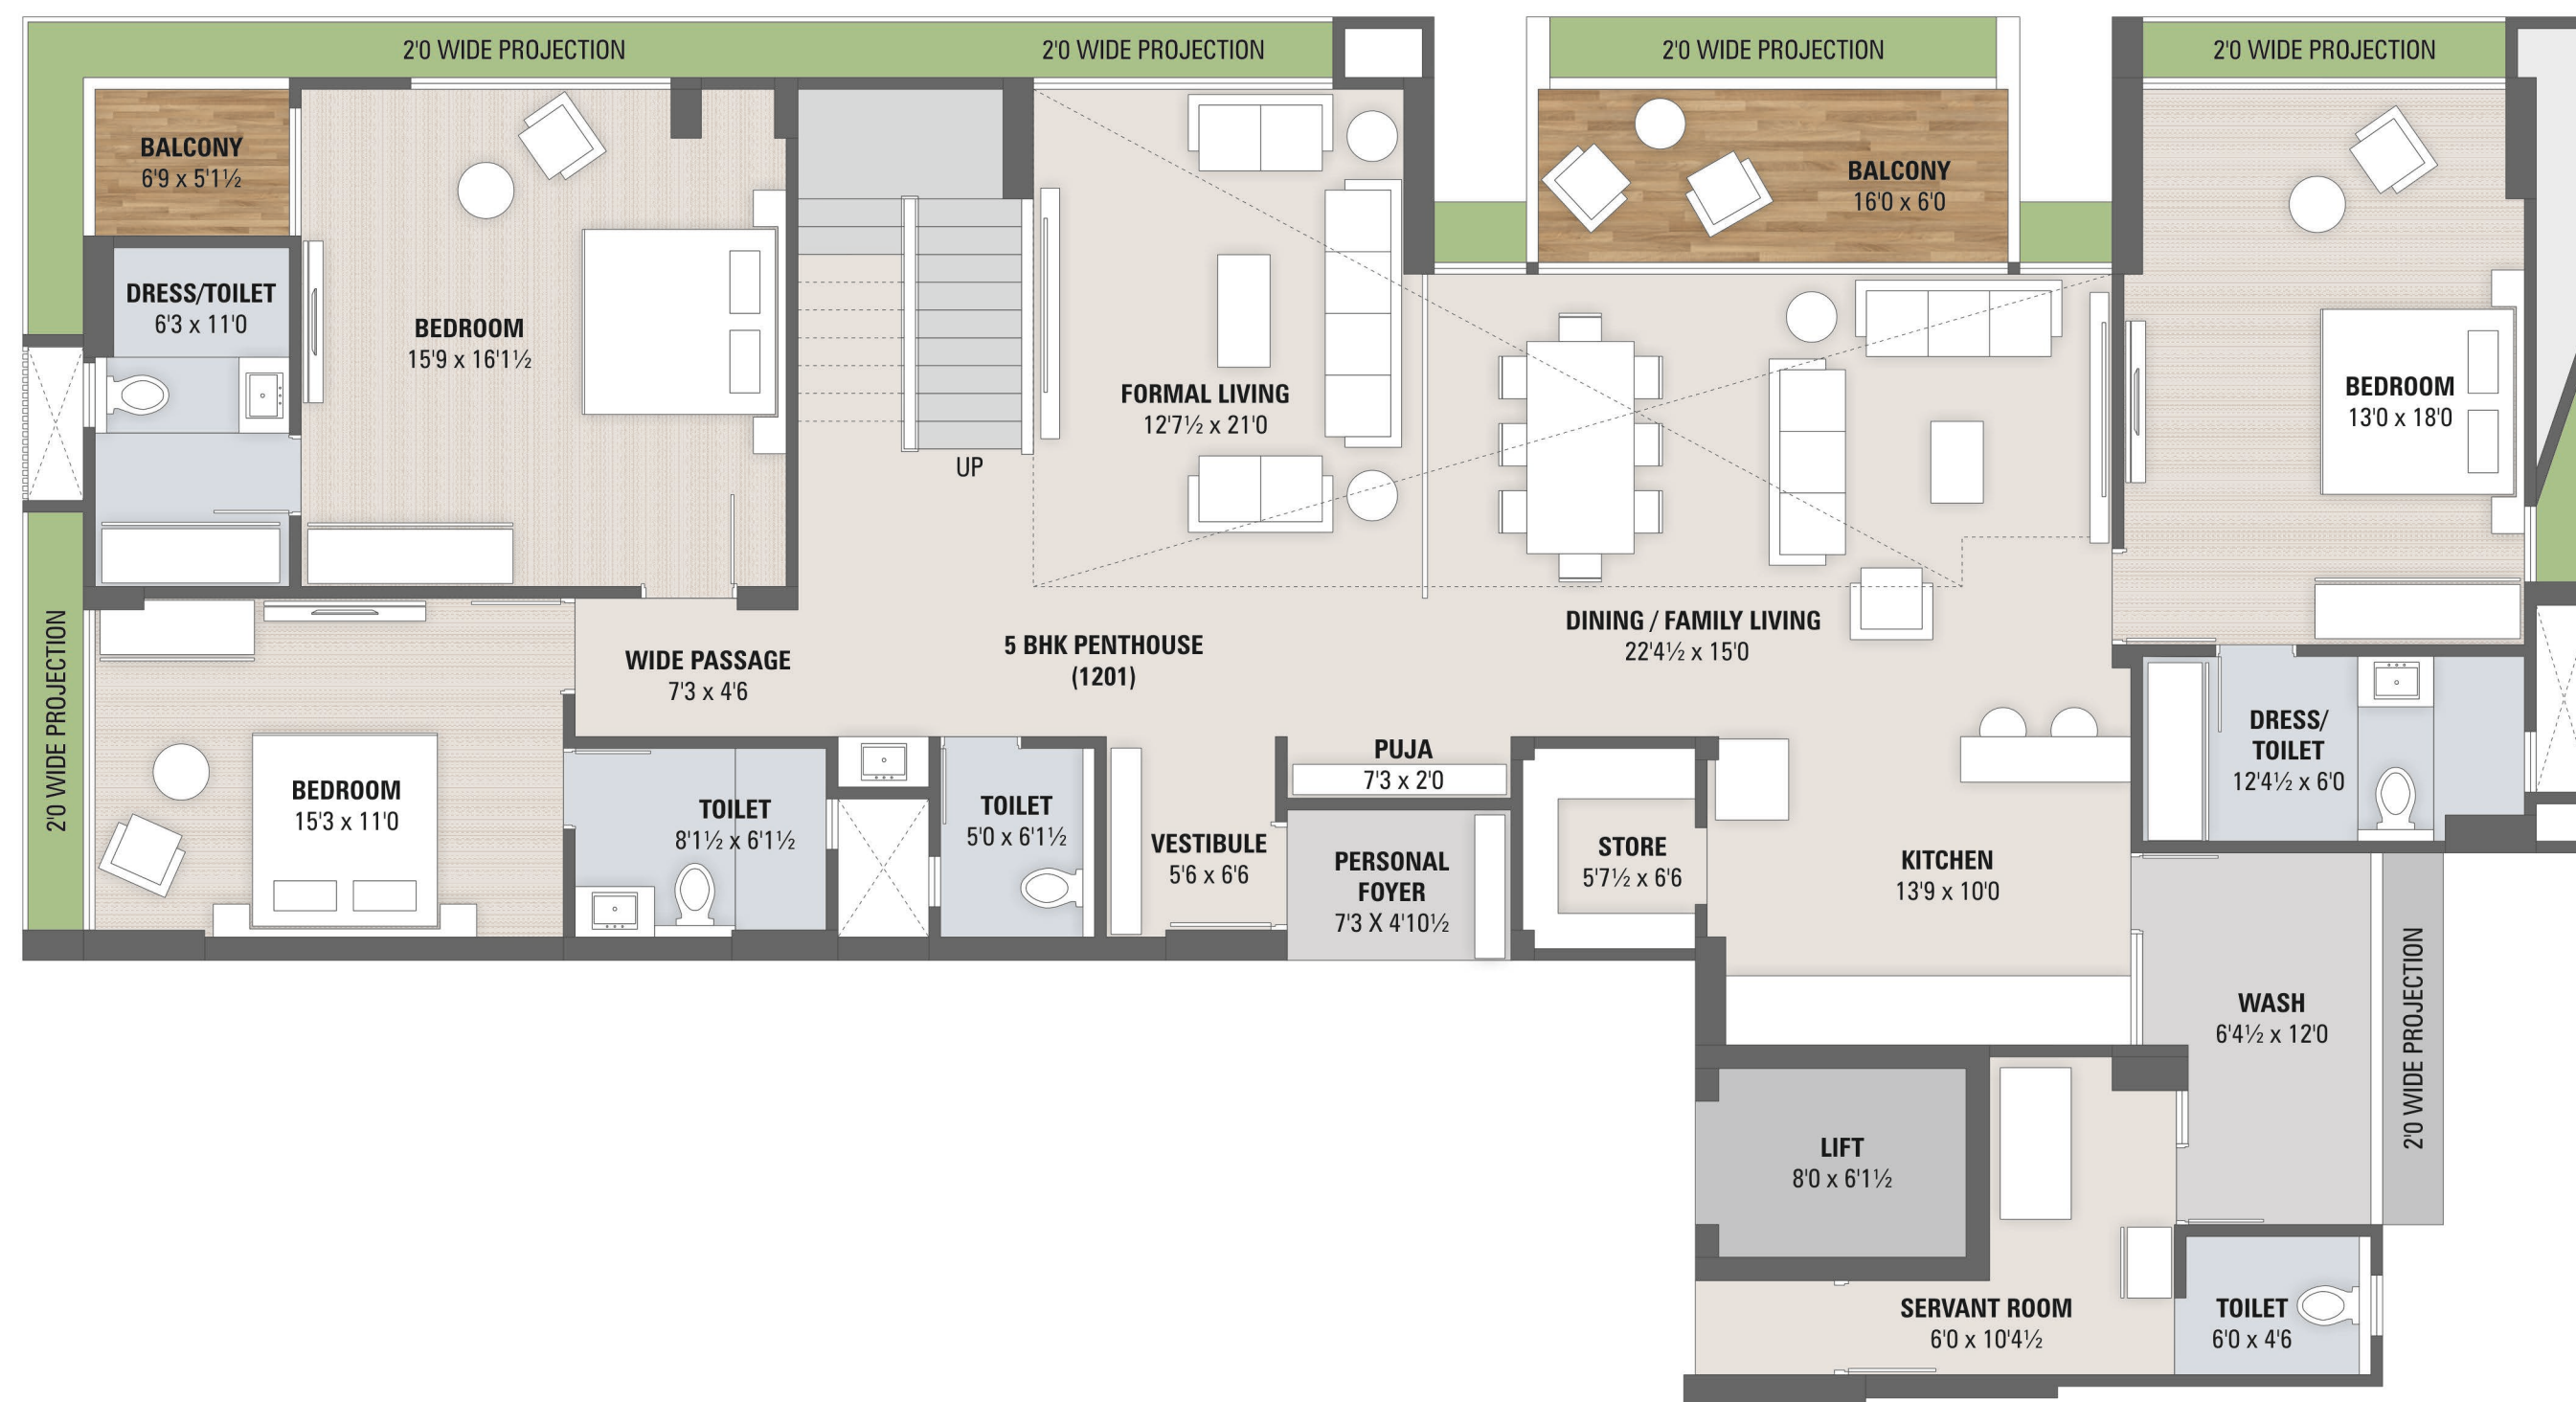 2'0 WIDE PROJECTION
2'0 WIDE PROJECTION
2'0 WIDE PROJECTION
2'0 WIDE PROJECTION
BALCONY
6'9 x 5'1½
BALCONY
16'0 x 6'0
DRESS/TOILET
6'3 x 11'0
BEDROOM
15'9 x 16'1½
UP
FORMAL LIVING
12'7½ x 21'0
BEDROOM
13'0 x 18'0
2'0 WIDE PROJECTION
WIDE PASSAGE
7'3 x 4'6
5 BHK PENTHOUSE
(1201)
DINING / FAMILY LIVING
22'4½ x 15'0
BEDROOM
15'3 x 11'0
TOILET
8'1½ x 6'1½
TOILET
5'0 x 6'1½
VESTIBULE
5'6 x 6'6
PUJA
7'3 x 2'0
PERSONAL
FOYER
7'3 X 4'10½
STORE
5'7½ x 6'6
KITCHEN
13'9 x 10'0
DRESS/
TOILET
12'4½ x 6'0
WASH
6'4½ x 12'0
2'0 WIDE PROJECTION
LIFT
8'0 x 6'1½
SERVANT ROOM
6'0 x 10'4½
TOILET
6'0 x 4'6